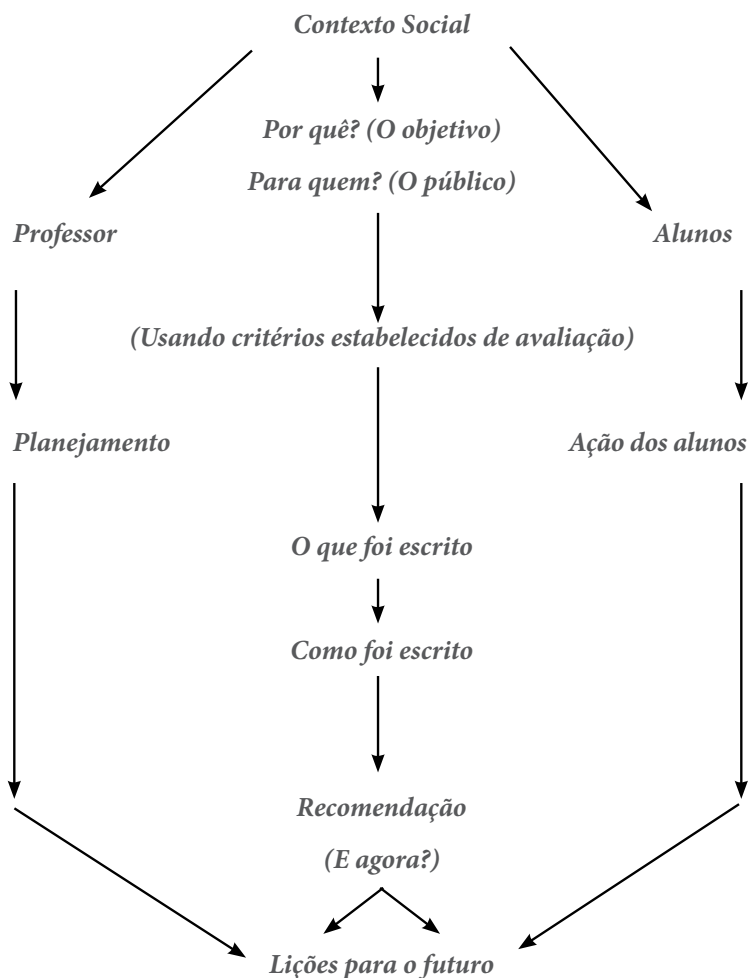 Contexto Social
Por quê? (O objetivo)
Para quem? (O público)
Professor
Alunos
(Usando critérios estabelecidos de avaliação)
Planejamento
Ação dos alunos
O que foi escrito
Como foi escrito
Recomendação
(E agora?)
Lições para o futuro